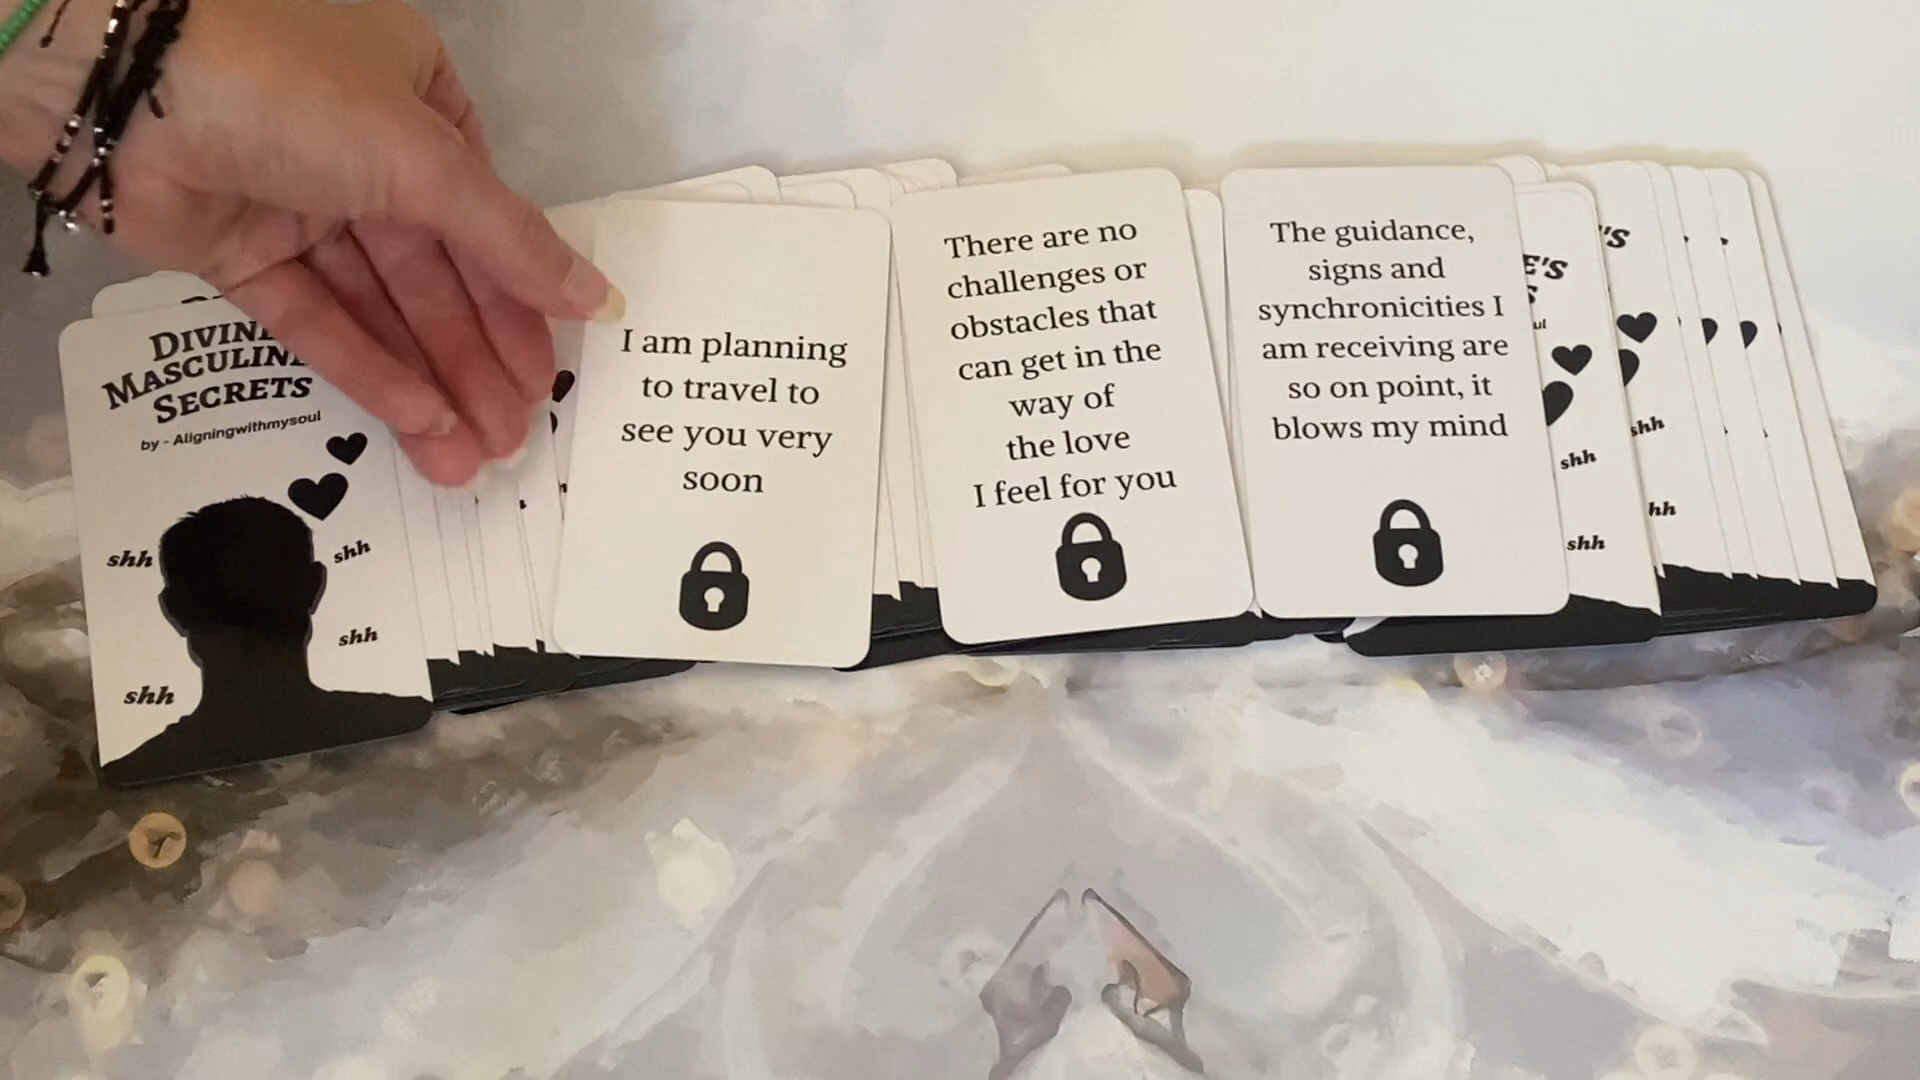 DIVINE
MASCULINE
SECRETS
by - Aligningwithmysoul
shh
shh
shh
shh
I am planning
to travel to
see you very
soon
There are no
challenges or
obstacles that
can get in the
way of
the love
I feel for you
The guidance,
signs and
synchronicities I
am receiving are
so on point, it
blows my mind
E'S
'S
shh
shh
hh
shh